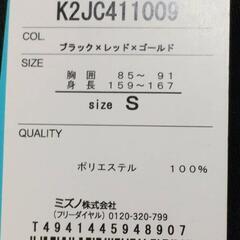 K2JC411009
COL.
ブラック×レッド×ゴールド
SIZE
胸囲 85～ 91
身長 159～167
size S
QUALITY
ポリエステル 100%
ミズノ株式会社
(フリーダイヤル) 0120-320-799
T4941445948907